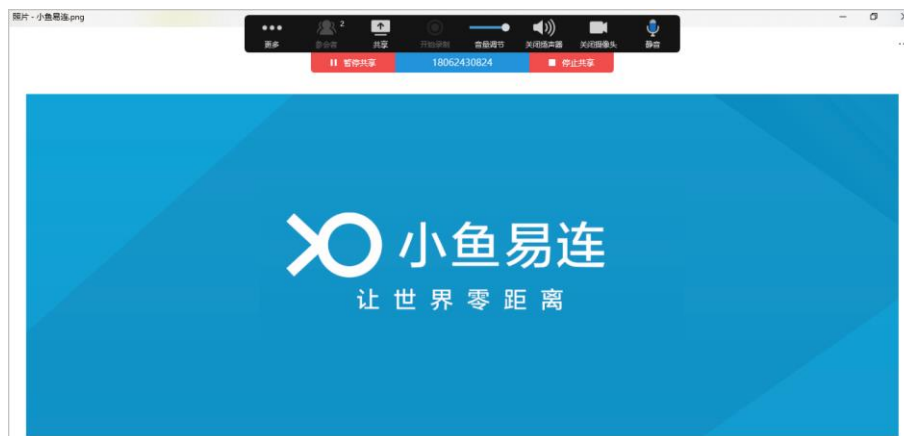 照片 - 小鱼易连.png
2
更多 参会者 共享 开始录制 音量调节 关闭扬声器 关闭摄像头 静音
暂停共享 18062430824 停止共享
小鱼易连
让世界零距离